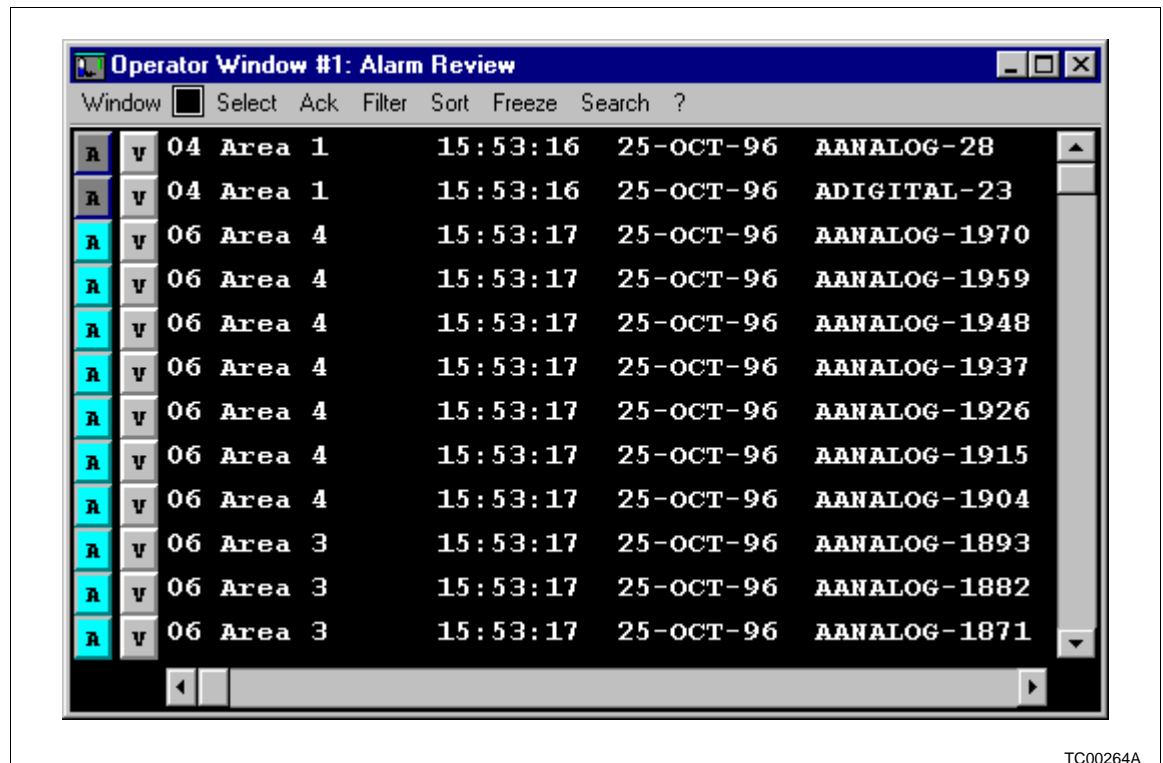 Operator Window #1: Alarm Review
Window Select Ack Filter Sort Freeze Search ?
A V 04 Area 1 15:53:16 25-OCT-96 AANALOG-28
A V 04 Area 1 15:53:16 25-OCT-96 ADIGITAL-23
A V 06 Area 4 15:53:17 25-OCT-96 AANALOG-1970
A V 06 Area 4 15:53:17 25-OCT-96 AANALOG-1959
A V 06 Area 4 15:53:17 25-OCT-96 AANALOG-1948
A V 06 Area 4 15:53:17 25-OCT-96 AANALOG-1937
A V 06 Area 4 15:53:17 25-OCT-96 AANALOG-1926
A V 06 Area 4 15:53:17 25-OCT-96 AANALOG-1915
A V 06 Area 4 15:53:17 25-OCT-96 AANALOG-1904
A V 06 Area 3 15:53:17 25-OCT-96 AANALOG-1893
A V 06 Area 3 15:53:17 25-OCT-96 AANALOG-1882
A V 06 Area 3 15:53:17 25-OCT-96 AANALOG-1871
TC00264A